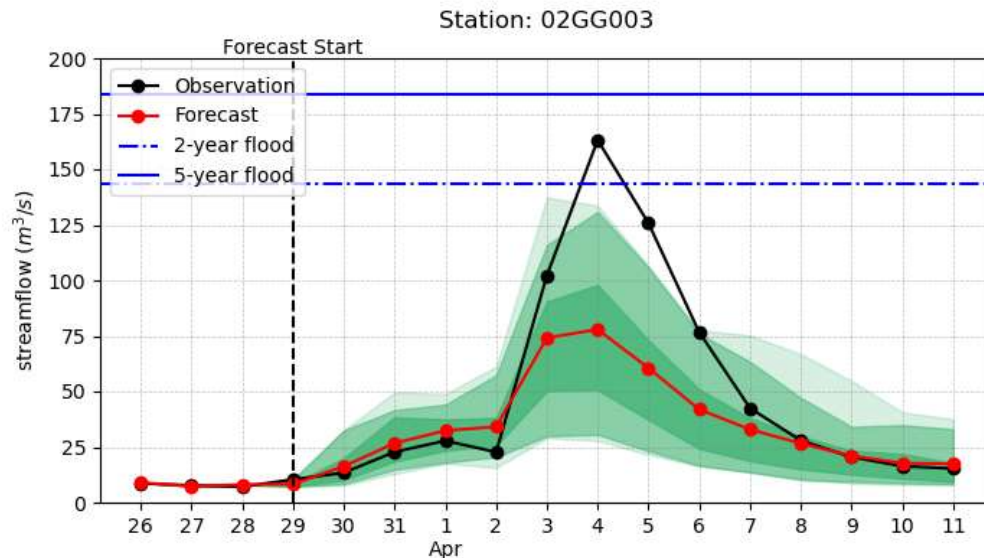 Station: 02GG003
Forecast Start
200
175
150
125
100
75
50
25
0
streamflow (m³/s)
Observation
Forecast
2-year flood
5-year flood
26 27 28 29 30 31 1 2 3 4 5 6 7 8 9 10 11
Apr